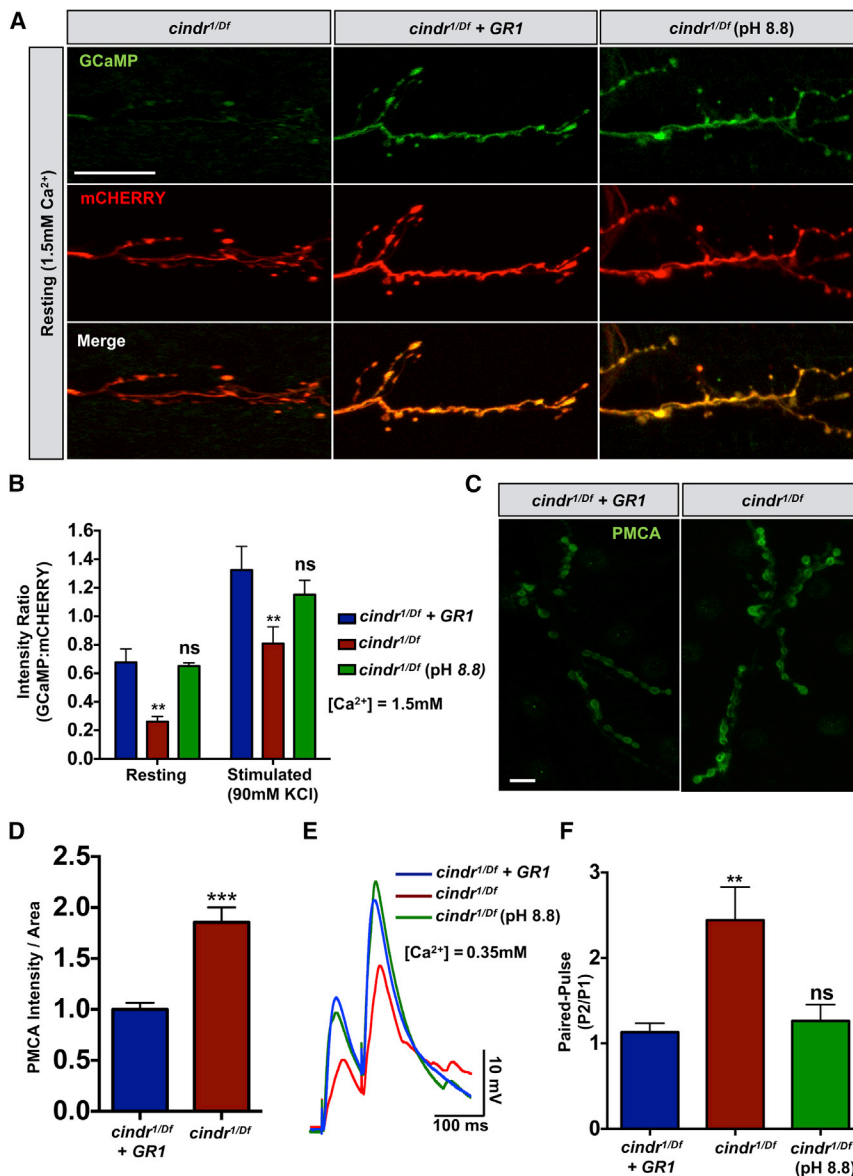 A
cindr1/Df
cindr1/Df + GR1
cindr1/Df (pH 8.8)
Resting (1.5mM Ca2+)
GCaMP
mCHERRY
Merge
B
Intensity Ratio
(GCaMP:mCHERRY)
1.6
1.4
1.2
1.0
0.8
0.6
0.4
0.2
0.0
**
ns
**
ns
Resting
Stimulated
(90mM KCl)
cindr1/Df + GR1
cindr1/Df
cindr1/Df (pH 8.8)
[Ca2+] = 1.5mM
C
cindr1/Df + GR1
cindr1/Df
PMCA
D
PMCA Intensity / Area
2.5
2.0
1.5
1.0
0.5
0.0
***
cindr1/Df
+ GR1
cindr1/Df
E
cindr1/Df + GR1
cindr1/Df
cindr1/Df (pH 8.8)
[Ca2+] = 0.35mM
10 mV
100 ms
F
Paired-Pulse
(P2/P1)
3
2
1
0
**
ns
cindr1/Df
+ GR1
cindr1/Df
cindr1/Df
(pH 8.8)